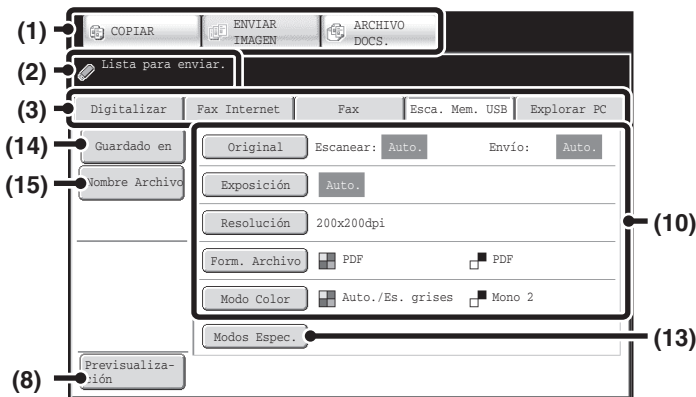 (1) COPIAR ENVIAR IMAGEN ARCHIVO DOCS.
(2) Lista para enviar.
(3) Digitalizar Fax Internet Fax Esca. Mem. USB Explorar PC
(14) Guardado en Original Escanear: Auto. Envío: Auto.
(15) Nombre Archivo Exposición Auto.
Resolución 200x200dpi (10)
Form. Archivo PDF PDF
Modo Color Auto./Es. grises Mono 2
Modos Espec. (13)
(8) Previsualiza-
ción